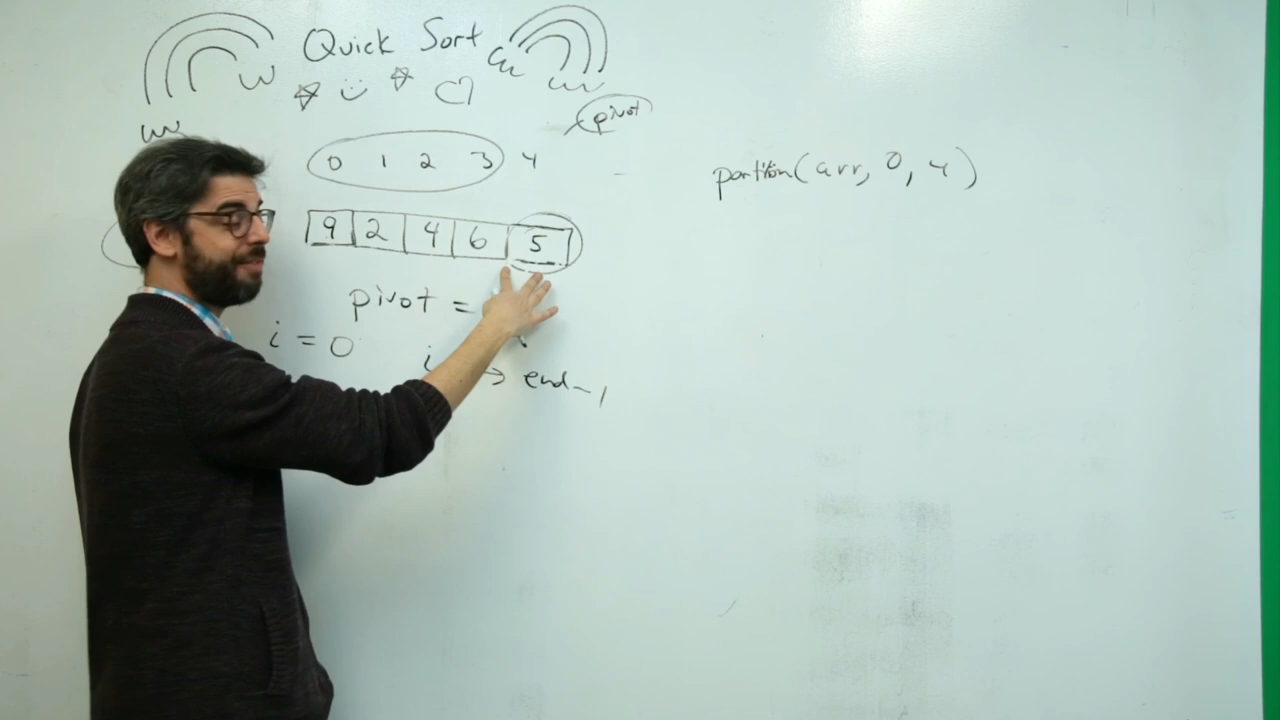 Quick Sort
pivot
0 1 2 3 4
partition(arr, 0, 4)
9 2 4 6 5
pivot =
i = 0
i → end-1